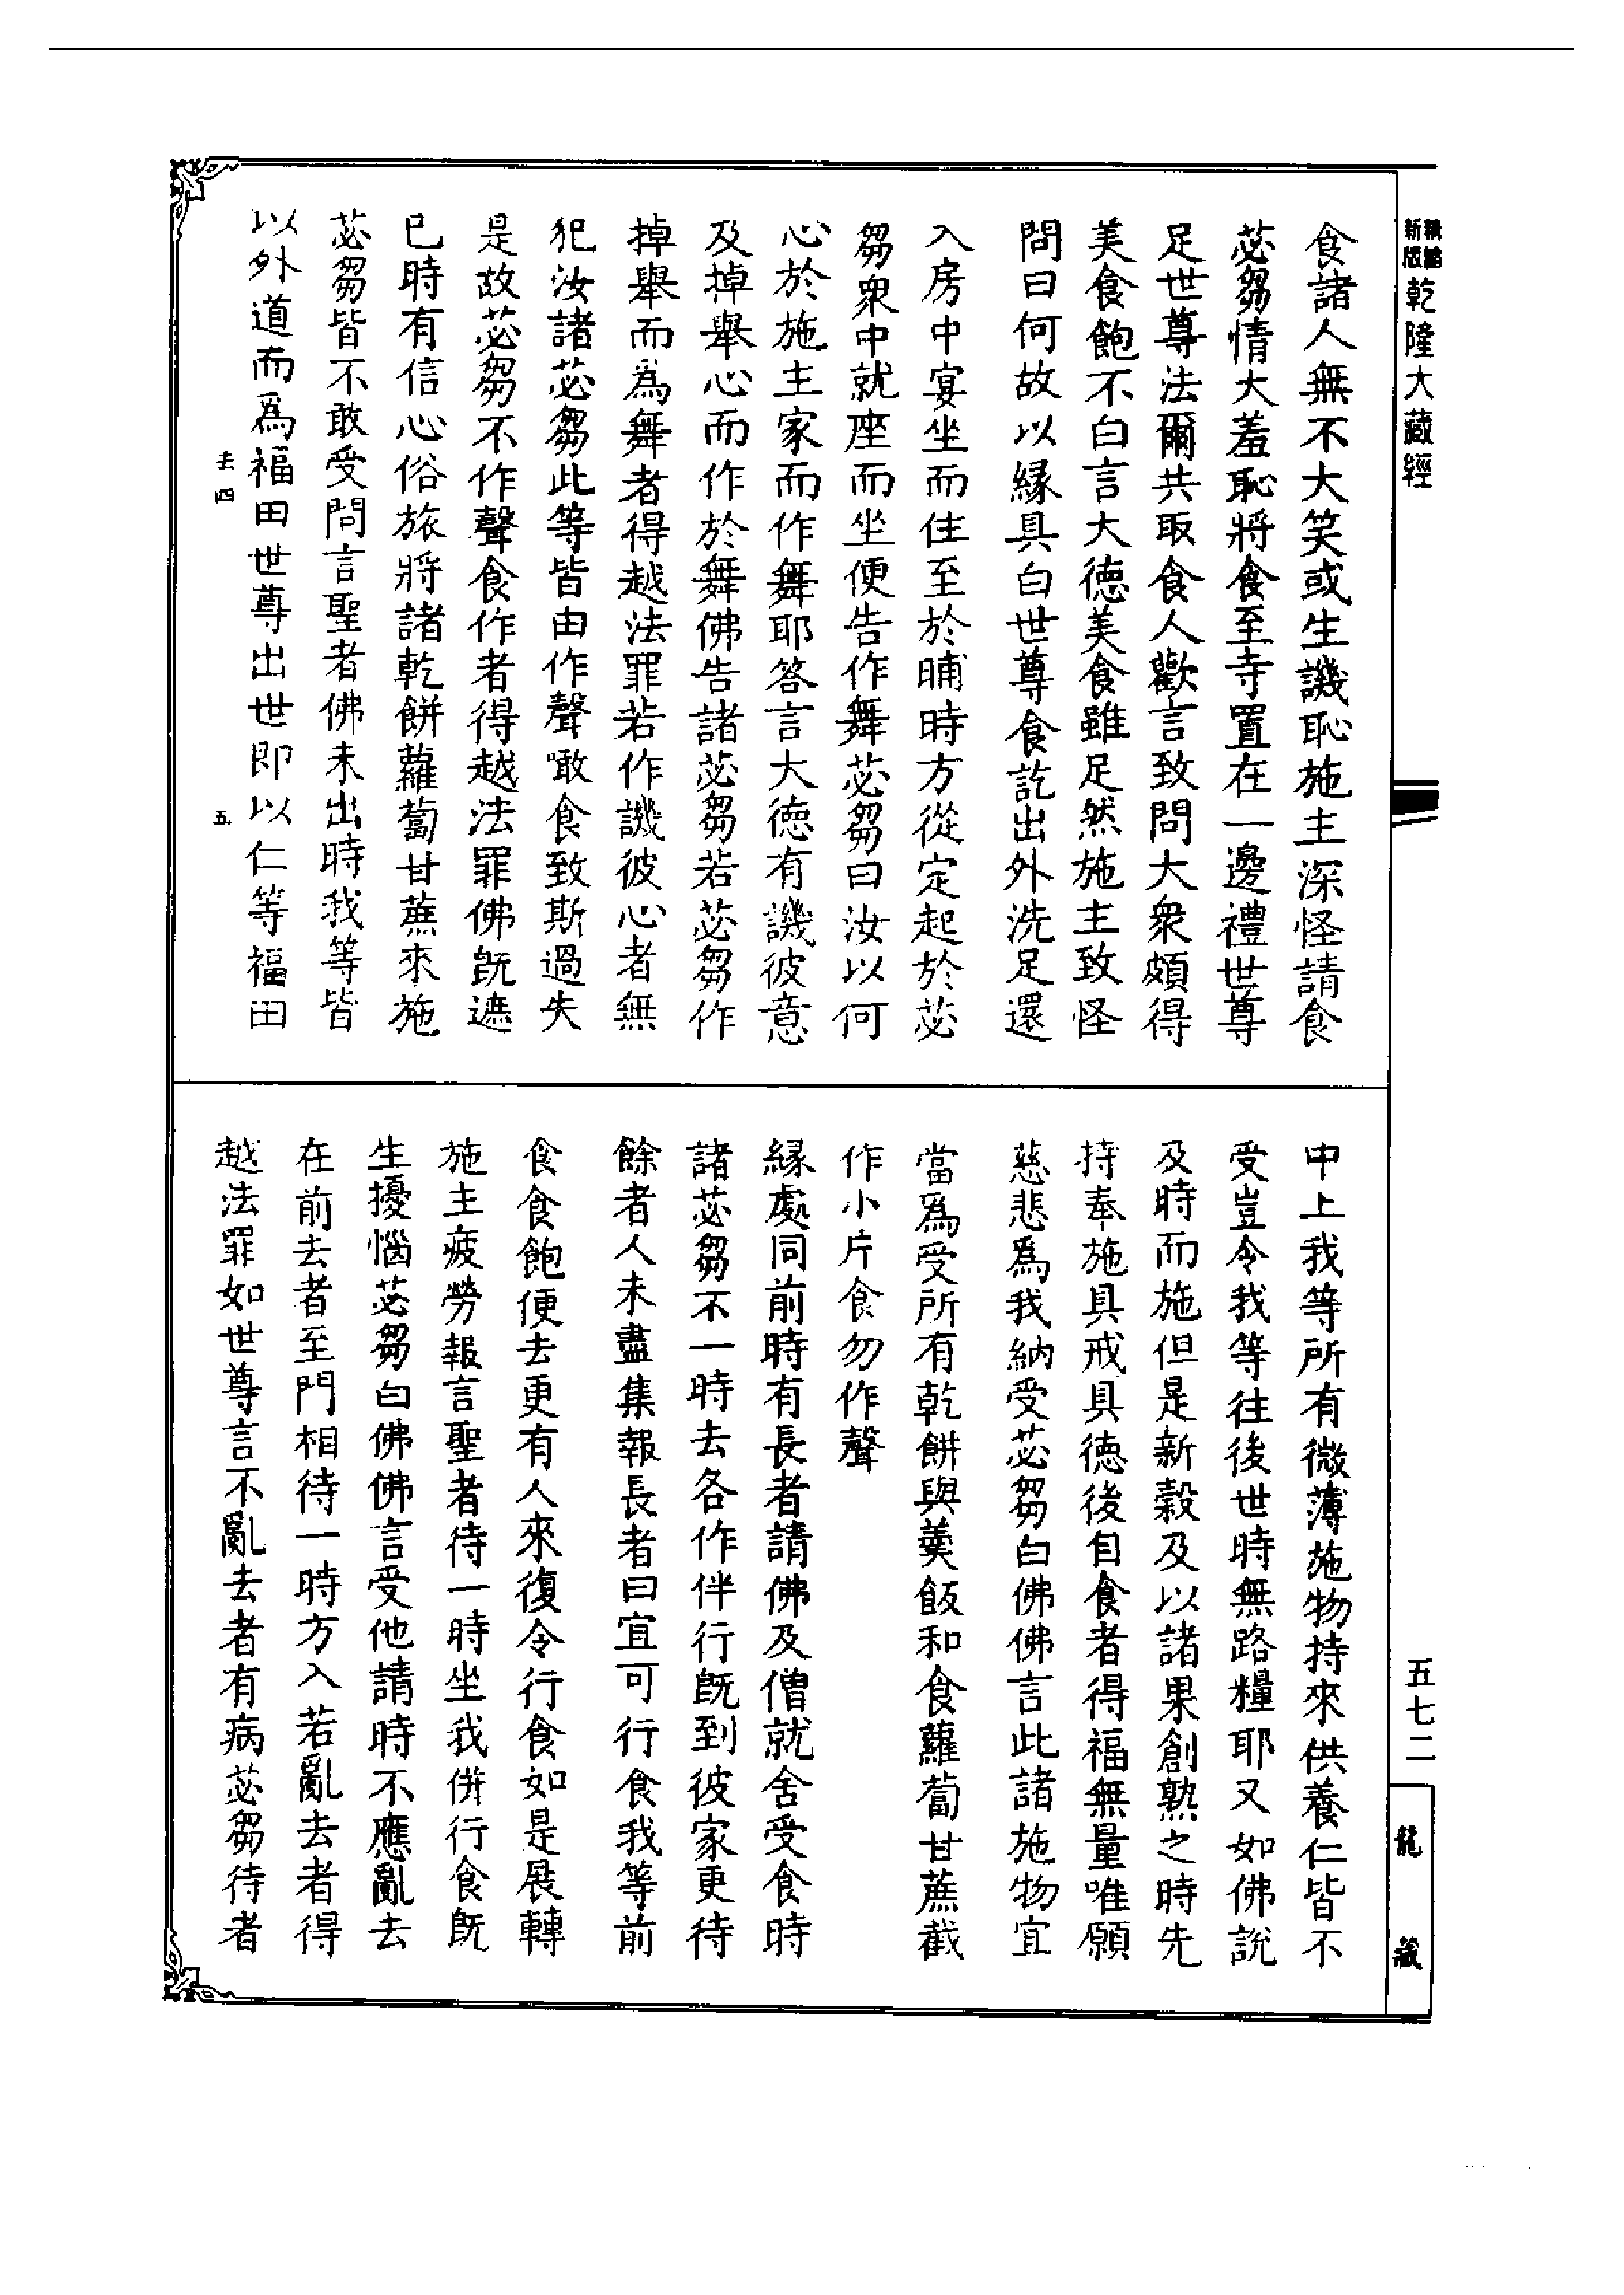 新版精縮乾隆大藏經
食諸人無不大笑或生譏恥施主深怪請食
苾芻情大羞恥將食至寺置在一邊禮世尊
足世尊法爾共取食人歡言致問大衆頗得
美食飽不白言大德美食雖足然施主致怪
問曰何故以縁具白世尊食訖出外洗足還
入房中宴坐而住至於晡時方從定起於苾
芻衆中就座而坐便告作舞苾芻曰汝以何
心於施主家而作舞耶答言大德有譏彼意
及掉舉心而作於舞佛告諸苾芻若苾芻作
掉舉而為舞者得越法罪若作譏彼心者無
犯汝諸苾芻此等皆由作聲噉食致斯過失
是故苾芻不作聲食作者得越法罪佛既遮
已時有信心俗旅將諸乾餅蘿蔔甘蔗來施
苾芻皆不敢受問言聖者佛未出時我等皆
以外道而爲福田世尊出世即以仁等福田
去四
五
中上我等所有微薄施物持來供養仁皆不
受豈令我等往後世時無路糧耶又如佛說
及時而施但是新穀及以諸果創熟之時先
持奉施具戒具德後自食者得福無量唯願
慈悲爲我納受苾芻白佛佛言此諸施物宜
當爲受所有乾餅與羹飯和食蘿蔔甘蔗截
作小片食勿作聲
縁處同前時有長者請佛及僧就舍受食時
諸苾芻不一時去各作伴行既到彼家更待
餘者人未盡集報長者曰宜可行食我等前
食食飽便去更有人來復令行食如是展轉
施主疲勞報言聖者待一時坐我併行食既
生擾惱苾芻白佛佛言受他請時不應亂去
在前去者至門相待一時方入若亂去者得
越法罪如世尊言不亂去者有病苾芻待者
五七二
龍藏